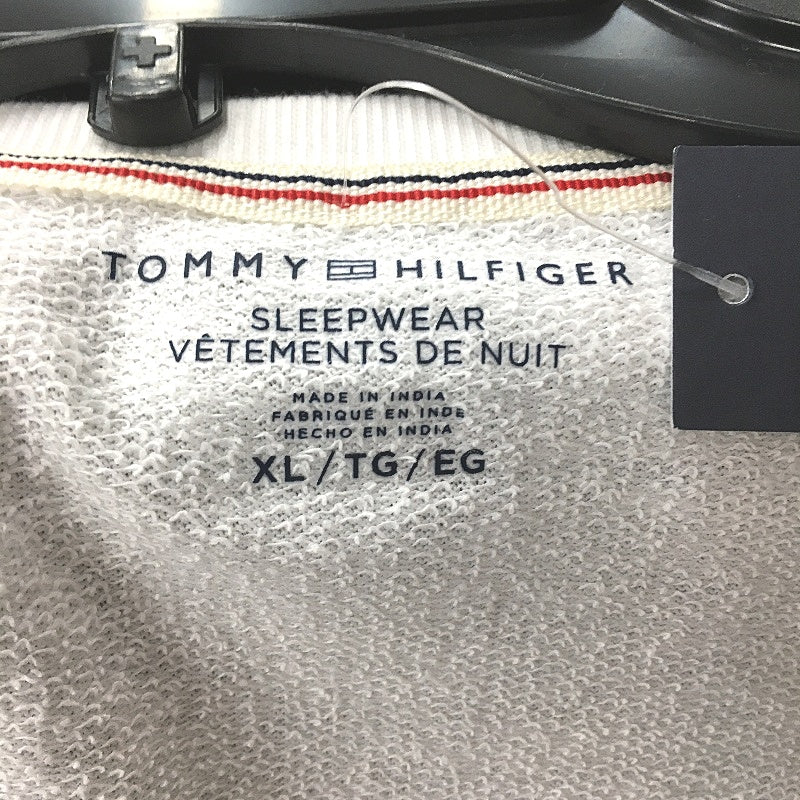 TOMMY HILFIGER
SLEEPWEAR
VÊTEMENTS DE NUIT
MADE IN INDIA
FABRIQUÉ EN INDE
HECHO EN INDIA
XL / TG / EG